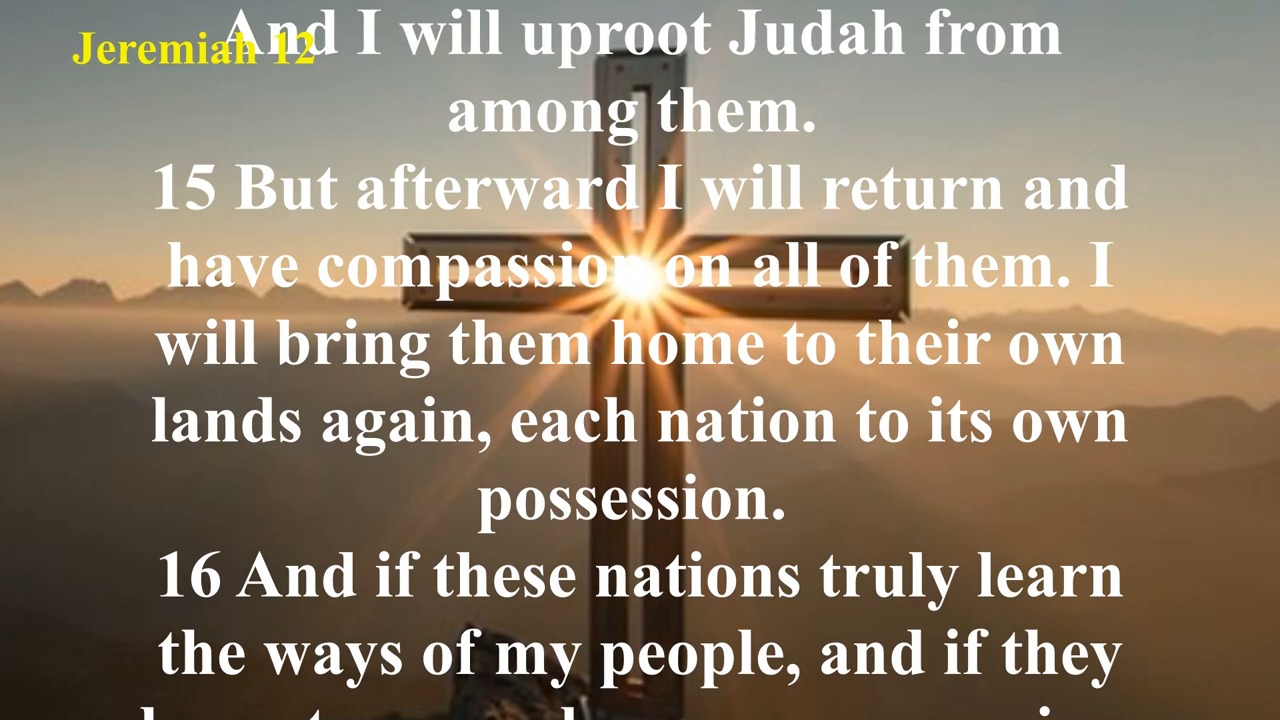 Jeremiah 12
And I will uproot Judah from
among them.
15 But afterward I will return and
have compassion on all of them. I
will bring them home to their own
lands again, each nation to its own
possession.
16 And if these nations truly learn
the ways of my people, and if they